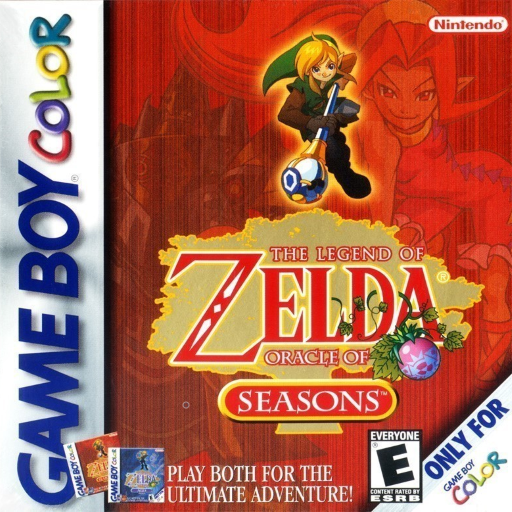 Nintendo®
GAME BOY COLOR
THE LEGEND OF
ZELDA®
ORACLE OF
SEASONS™
PLAY BOTH FOR THE
ULTIMATE ADVENTURE!
EVERYONE
E
CONTENT RATED BY
ESRB
ONLY FOR
GAME BOY
COLOR